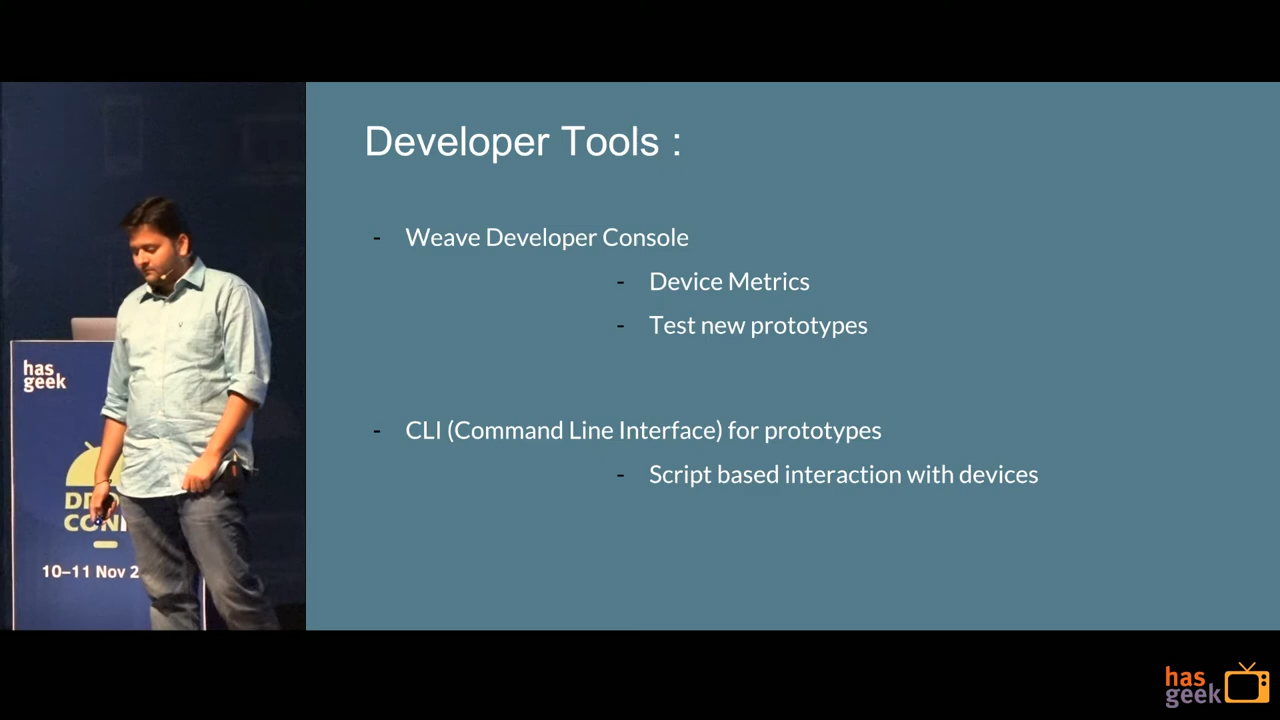 Developer Tools :
- Weave Developer Console
- Device Metrics
- Test new prototypes
- CLI (Command Line Interface) for prototypes
- Script based interaction with devices
has
geek
10–11 Nov 2
has
geek